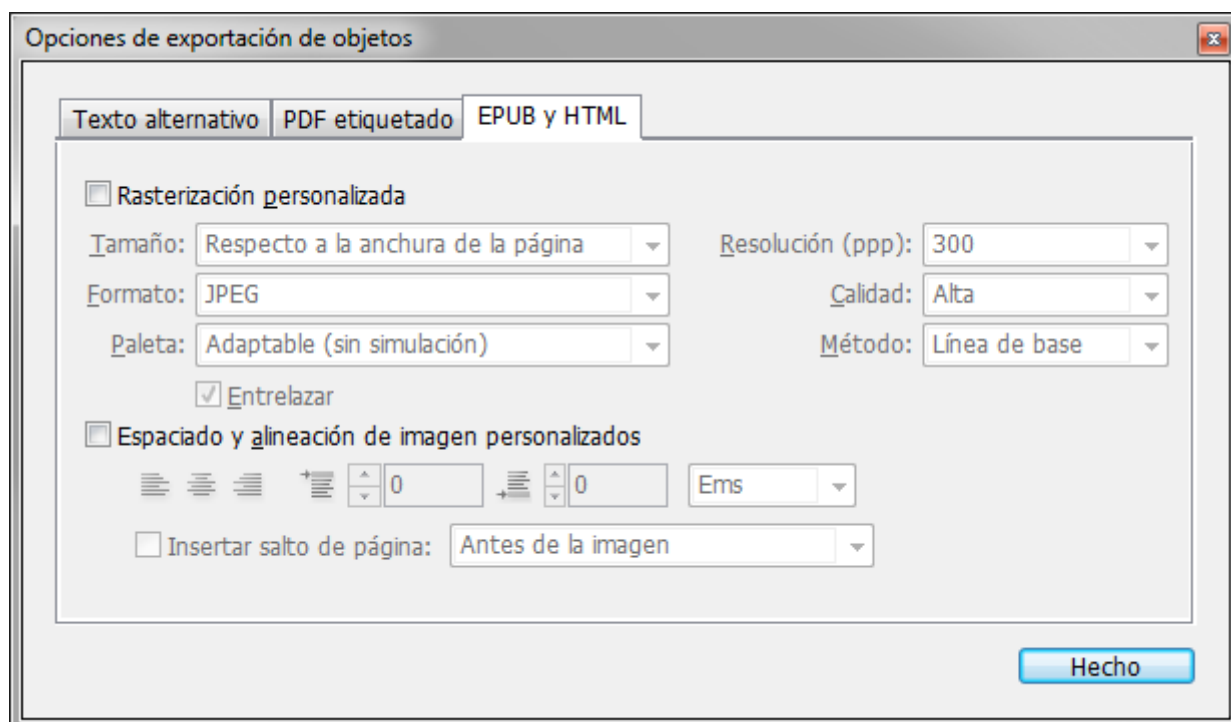 Opciones de exportación de objetos
Texto alternativo PDF etiquetado EPUB y HTML
Rasterización personalizada
Tamaño: Respecto a la anchura de la página Resolución (ppp): 300
Formato: JPEG Calidad: Alta
Paleta: Adaptable (sin simulación) Método: Línea de base
Entrelazar
Espaciado y alineación de imagen personalizados
0 0 Ems
Insertar salto de página: Antes de la imagen
Hecho